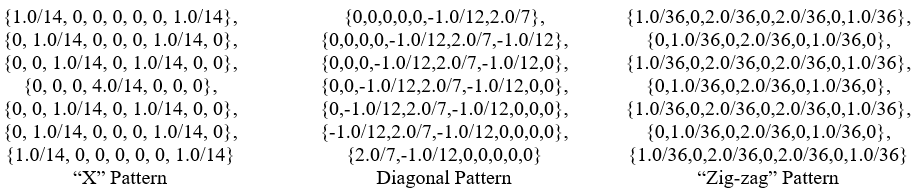 {1.0/14, 0, 0, 0, 0, 0, 1.0/14},
{0, 1.0/14, 0, 0, 0, 1.0/14, 0},
{0, 0, 1.0/14, 0, 1.0/14, 0, 0},
{0, 0, 0, 4.0/14, 0, 0, 0},
{0, 0, 1.0/14, 0, 1.0/14, 0, 0},
{0, 1.0/14, 0, 0, 0, 1.0/14, 0},
{1.0/14, 0, 0, 0, 0, 0, 1.0/14}
“X” Pattern
{0,0,0,0,0,-1.0/12,2.0/7},
{0,0,0,0,-1.0/12,2.0/7,-1.0/12},
{0,0,0,-1.0/12,2.0/7,-1.0/12,0},
{0,0,-1.0/12,2.0/7,-1.0/12,0,0},
{0,-1.0/12,2.0/7,-1.0/12,0,0,0},
{-1.0/12,2.0/7,-1.0/12,0,0,0,0},
{2.0/7,-1.0/12,0,0,0,0,0}
Diagonal Pattern
{1.0/36,0,2.0/36,0,2.0/36,0,1.0/36},
{0,1.0/36,0,2.0/36,0,1.0/36,0},
{1.0/36,0,2.0/36,0,2.0/36,0,1.0/36},
{0,1.0/36,0,2.0/36,0,1.0/36,0},
{1.0/36,0,2.0/36,0,2.0/36,0,1.0/36},
{0,1.0/36,0,2.0/36,0,1.0/36,0},
{1.0/36,0,2.0/36,0,2.0/36,0,1.0/36}
“Zig-zag” Pattern